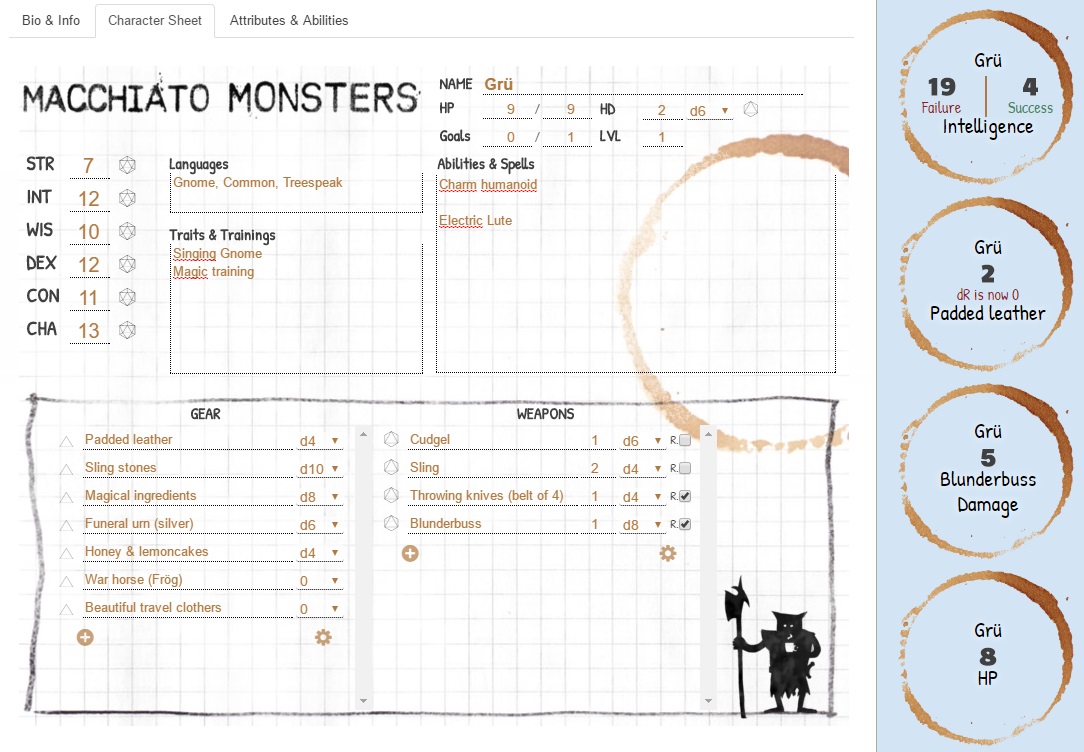 Bio & Info Character Sheet Attributes & Abilities
MACCHIATO MONSTERS
NAME Grü
HP 9 / 9 HD 2 d6
Goals 0 / 1 LVL 1
STR 7
INT 12
WIS 10
DEX 12
CON 11
CHA 13
Languages
Gnome, Common, Treespeak
Traits & Trainings
Singing Gnome
Magic training
Abilities & Spells
Charm humanoid
Electric Lute
GEAR
Padded leather d4
Sling stones d10
Magical ingredients d8
Funeral urn (silver) d6
Honey & lemoncakes d4
War horse (Frög) 0
Beautiful travel clothers 0
WEAPONS
Cudgel 1 d6 R.
Sling 2 d4 R.
Throwing knives (belt of 4) 1 d4 R.
Blunderbuss 1 d8 R.
Grü
19 4
Failure Success
Intelligence
Grü
2
dR is now 0
Padded leather
Grü
5
Blunderbuss
Damage
Grü
8
HP